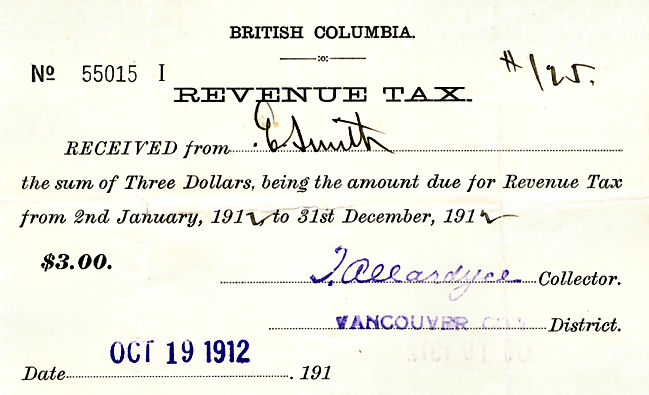 BRITISH COLUMBIA.
No 55015 I
#125.
REVENUE TAX.
RECEIVED from E Smith
the sum of Three Dollars, being the amount due for Revenue Tax
from 2nd January, 1912, to 31st December, 1912
$3.00.
J. Allardyce Collector.
VANCOUVER CITY District.
OCT 19 1912
Date 191